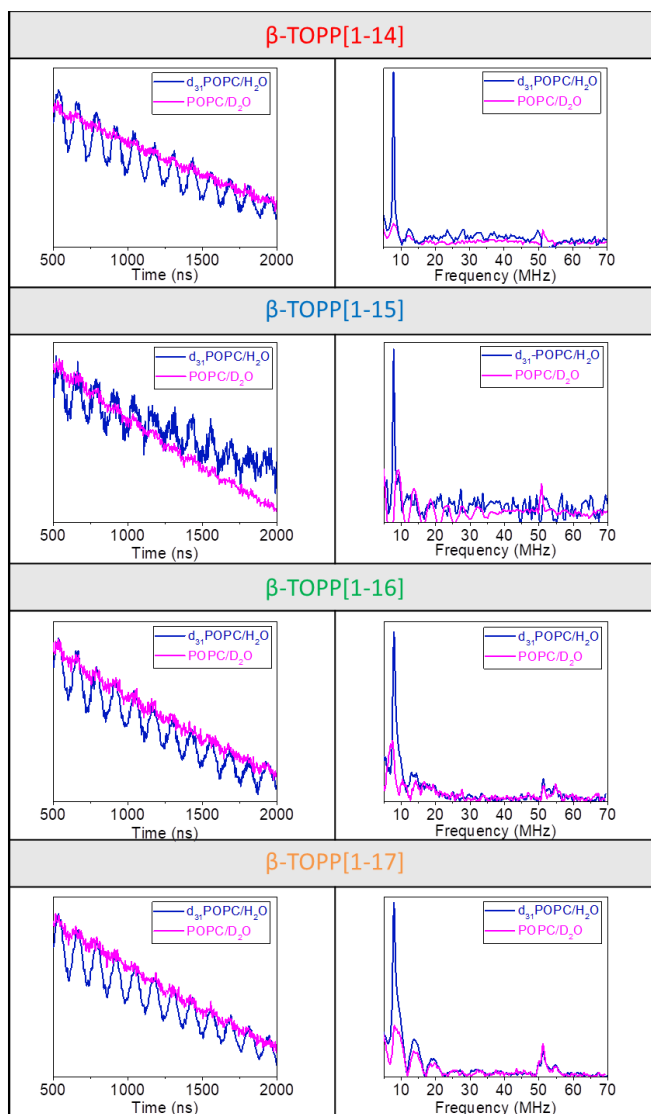 β-TOPP[1-14]
d₃₁POPC/H₂O
POPC/D₂O
500 1000 1500 2000
Time (ns)
d₃₁POPC/H₂O
POPC/D₂O
10 20 30 40 50 60 70
Frequency (MHz)
β-TOPP[1-15]
d₃₁POPC/H₂O
POPC/D₂O
500 1000 1500 2000
Time (ns)
d₃₁-POPC/H₂O
POPC/D₂O
10 20 30 40 50 60 70
Frequency (MHz)
β-TOPP[1-16]
d₃₁POPC/H₂O
POPC/D₂O
500 1000 1500 2000
Time (ns)
d₃₁POPC/H₂O
POPC/D₂O
10 20 30 40 50 60 70
Frequency (MHz)
β-TOPP[1-17]
d₃₁POPC/H₂O
POPC/D₂O
500 1000 1500 2000
Time (ns)
d₃₁POPC/H₂O
POPC/D₂O
10 20 30 40 50 60 70
Frequency (MHz)